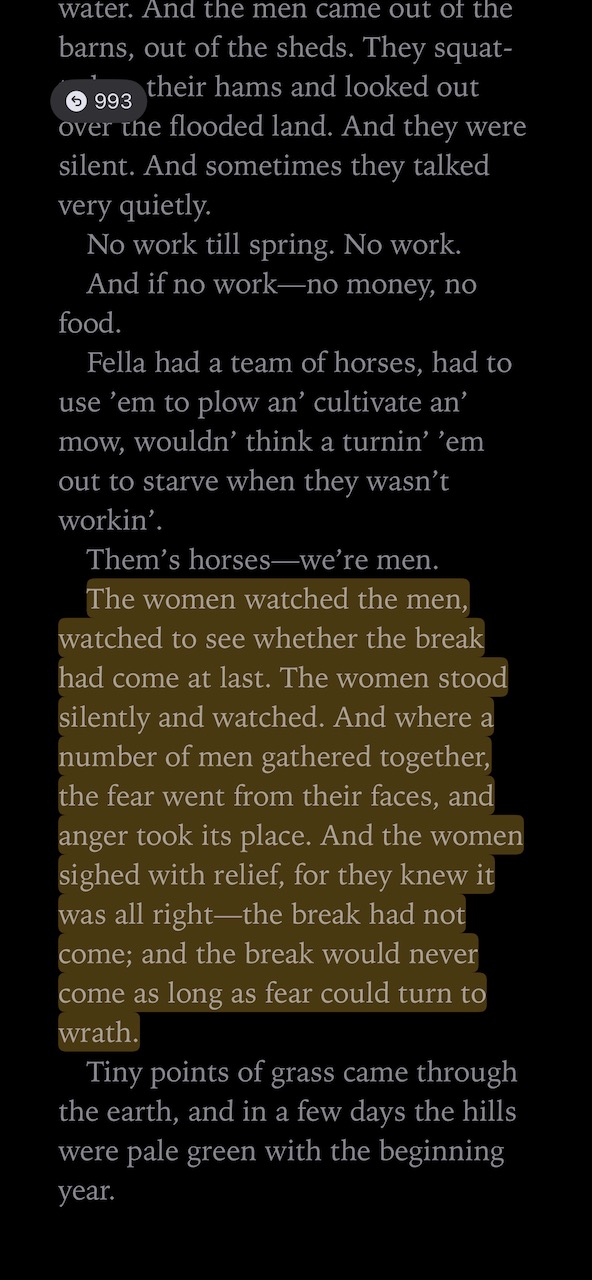 water. And the men came out of the
barns, out of the sheds. They squat-
their hams and looked out
993
over the flooded land. And they were
silent. And sometimes they talked
very quietly.
No work till spring. No work.
And if no work—no money, no
food.
Fella had a team of horses, had to
use ’em to plow an’ cultivate an’
mow, wouldn’ think a turnin’ ’em
out to starve when they wasn’t
workin’.
Them’s horses—we’re men.
The women watched the men,
watched to see whether the break
had come at last. The women stood
silently and watched. And where a
number of men gathered together,
the fear went from their faces, and
anger took its place. And the women
sighed with relief, for they knew it
was all right—the break had not
come; and the break would never
come as long as fear could turn to
wrath.
Tiny points of grass came through
the earth, and in a few days the hills
were pale green with the beginning
year.